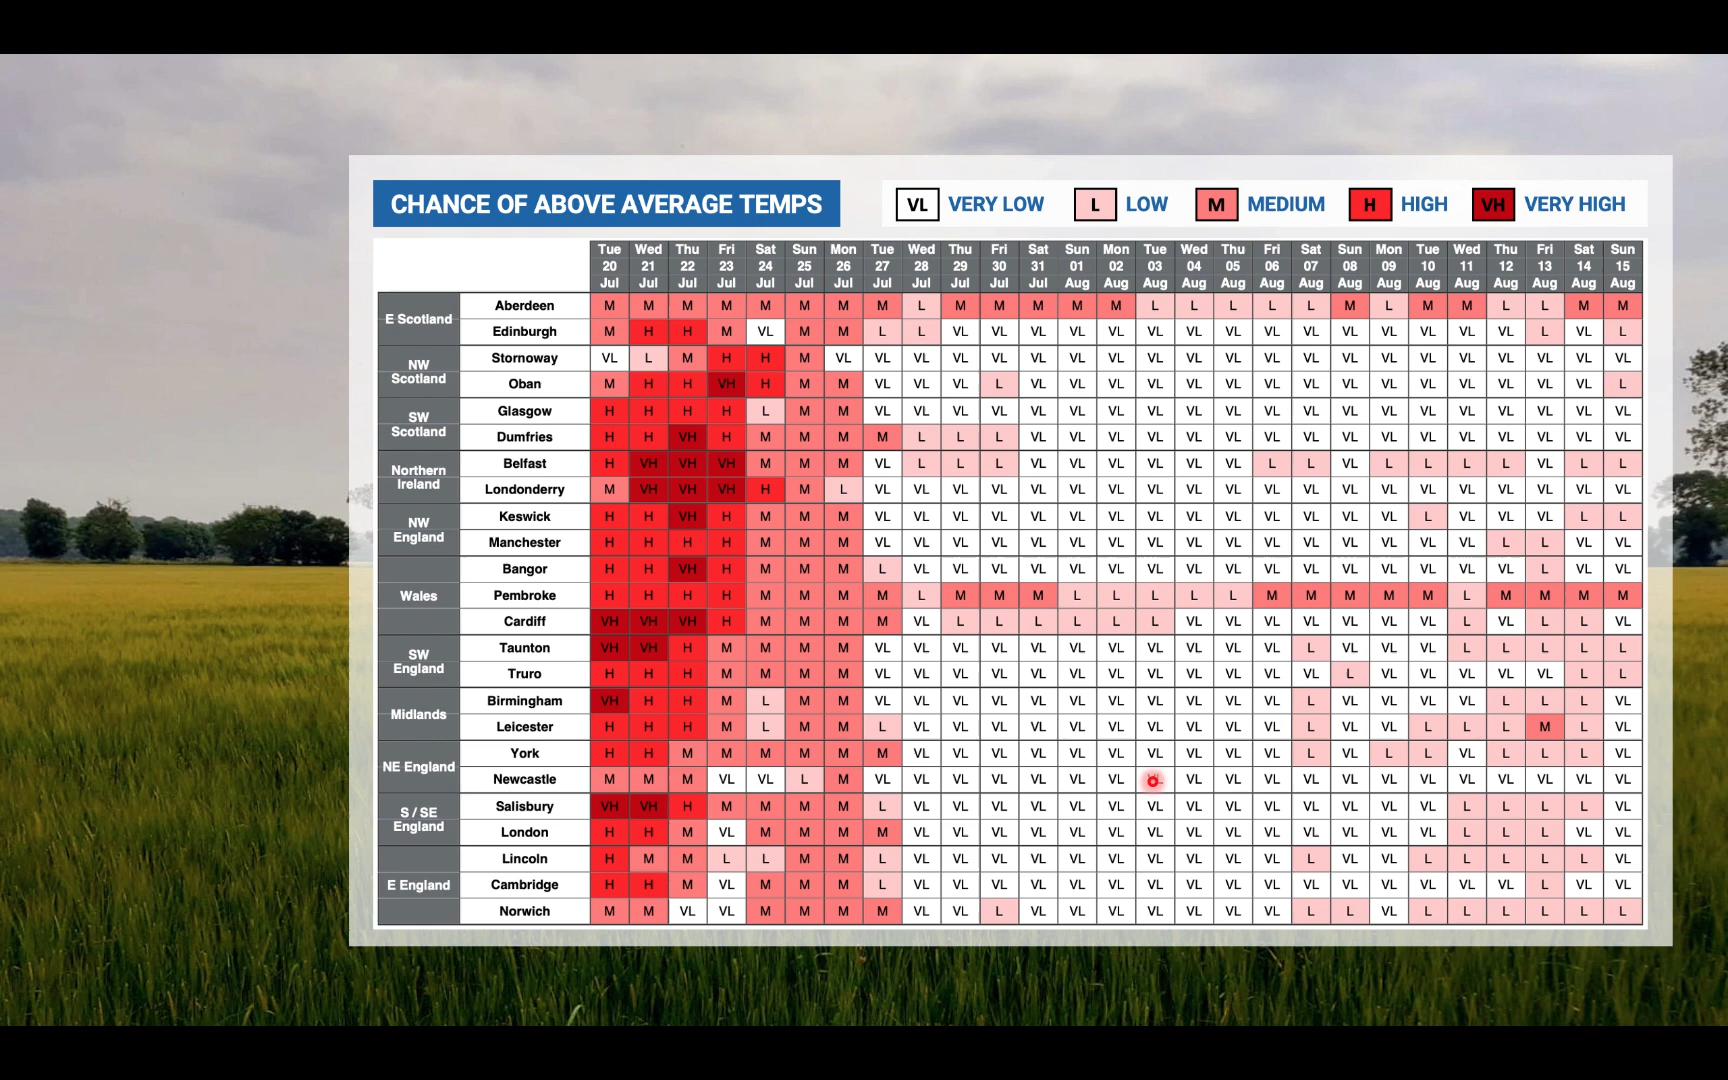 CHANCE OF ABOVE AVERAGE TEMPS
VL VERY LOW L LOW M MEDIUM H HIGH VH VERY HIGH
Tue Wed Thu Fri Sat Sun Mon Tue Wed Thu Fri Sat Sun Mon Tue Wed Thu Fri Sat Sun Mon Tue Wed Thu Fri Sat Sun
20 21 22 23 24 25 26 27 28 29 30 31 01 02 03 04 05 06 07 08 09 10 11 12 13 14 15
Jul Jul Jul Jul Jul Jul Jul Jul Jul Jul Jul Jul Aug Aug Aug Aug Aug Aug Aug Aug Aug Aug Aug Aug Aug Aug Aug
E Scotland
Aberdeen M M M M M M M M L M M M M M L L L L L M L M M L L M M
Edinburgh M H H M VL M M L L VL VL VL VL VL VL VL VL VL VL VL VL VL VL VL L VL L
NW
Scotland
Stornoway VL L M H H M VL VL VL VL VL VL VL VL VL VL VL VL VL VL VL VL VL VL VL VL VL
Oban M H H VH H M M VL VL VL L VL VL VL VL VL VL VL VL VL VL VL VL VL VL VL L
SW
Scotland
Glasgow H H H H L M M VL VL VL VL VL VL VL VL VL VL VL VL VL VL VL VL VL VL VL VL
Dumfries H H VH H M M M M L L L VL VL VL VL VL VL VL VL VL VL VL VL VL VL VL VL
Northern
Ireland
Belfast H VH VH VH M M M VL L L L VL VL VL VL VL VL L L VL L L L L VL L L
Londonderry M VH VH VH H M L VL VL VL VL VL VL VL VL VL VL VL VL VL VL VL VL VL VL VL VL
NW
England
Keswick H H VH H M M M VL VL VL VL VL VL VL VL VL VL VL VL VL VL L VL VL VL L L
Manchester H H H H M M M VL VL VL VL VL VL VL VL VL VL VL VL VL VL VL VL L L VL VL
Wales
Bangor H H VH H M M M L VL VL VL VL VL VL VL VL VL VL VL VL VL VL VL VL L VL VL
Pembroke H H H H M M M M L M M M L L L L L M M M M M L M M M M
Cardiff VH VH VH H M M M M VL L L L L L L VL VL VL VL VL VL VL L VL L L VL
SW
England
Taunton VH VH H M M M M VL VL VL VL VL VL VL VL VL VL VL L VL VL VL L L L L L
Truro H H H M M M M VL VL VL VL VL VL VL VL VL VL VL VL L VL VL VL VL VL L L
Midlands
Birmingham VH H H M L M M VL VL VL VL VL VL VL VL VL VL VL L VL VL VL VL L L L VL
Leicester H H H M L M M L VL VL VL VL VL VL VL VL VL VL L VL VL L L L M L VL
NE England
York H H M M M M M M VL VL VL VL VL VL VL VL VL VL L VL L L VL L L L VL
Newcastle M M M VL VL L M VL VL VL VL VL VL VL VL VL VL VL VL VL VL VL VL VL VL VL
S / SE
England
Salisbury VH VH H M M M M L VL VL VL VL VL VL VL VL VL VL VL VL VL VL L L L L VL
London H H M VL M M M M VL VL VL VL VL VL VL VL VL VL VL VL VL VL L L L VL VL
E England
Lincoln H M M L L M M L VL VL VL VL VL VL VL VL VL VL L VL VL L L L L L VL
Cambridge H H M VL M M M L VL VL VL VL VL VL VL VL VL VL VL VL VL VL VL VL L VL VL
Norwich M M VL VL M M M M VL VL L VL VL VL VL VL VL VL L L VL L L L L L L